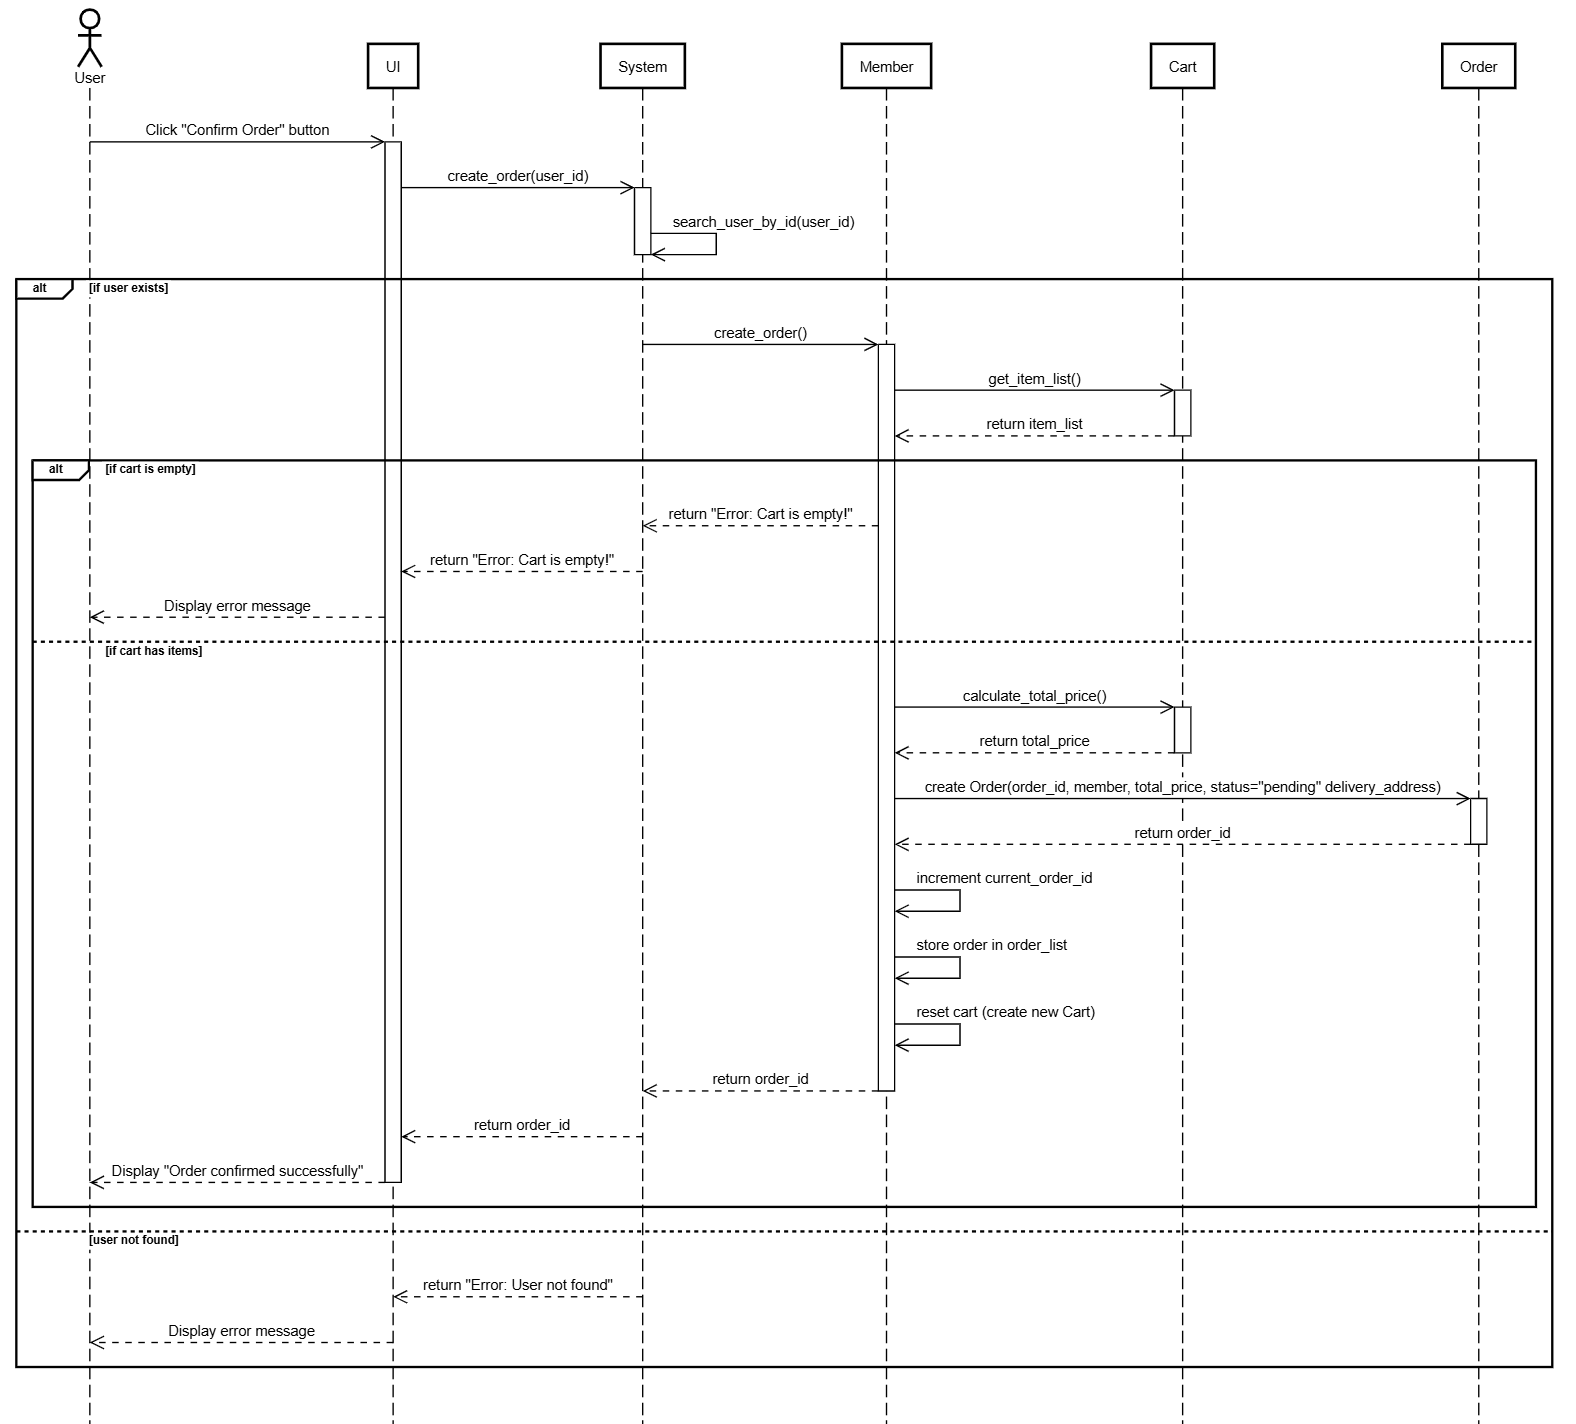 User
UI
System
Member
Cart
Order
Click "Confirm Order" button
create_order(user_id)
search_user_by_id(user_id)
alt
[if user exists]
create_order()
get_item_list()
return item_list
alt
[if cart is empty]
return "Error: Cart is empty!"
return "Error: Cart is empty!"
Display error message
[if cart has items]
calculate_total_price()
return total_price
create Order(order_id, member, total_price, status="pending" delivery_address)
return order_id
increment current_order_id
store order in order_list
reset cart (create new Cart)
return order_id
return order_id
Display "Order confirmed successfully"
[user not found]
return "Error: User not found"
Display error message